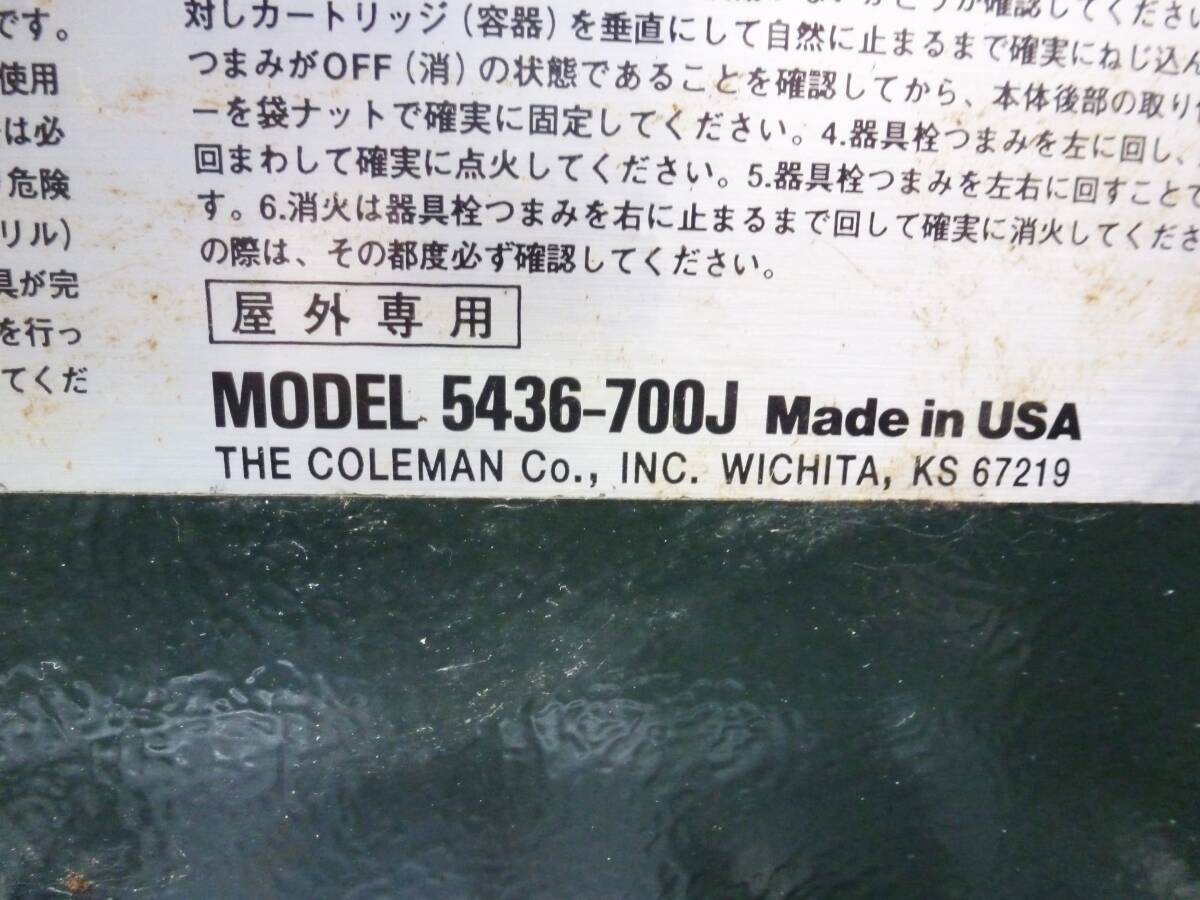 です。
使用
は必
危険
リル)
具が完
を行っ
てくだ
確認してください
対しカートリッジ(容器)を垂直にして自然に止まるまで確実にねじ込ん
つまみがOFF(消)の状態であることを確認してから、本体後部の取り
ーを袋ナットで確実に固定してください。4.器具栓つまみを左に回し、
回まわして確実に点火してください。5.器具栓つまみを左右に回すことで
す。6.消火は器具栓つまみを右に止まるまで回して確実に消火してくださ
の際は、その都度必ず確認してください。
屋外専用
MODEL 5436-700J Made in USA
THE COLEMAN Co., INC. WICHITA, KS 67219